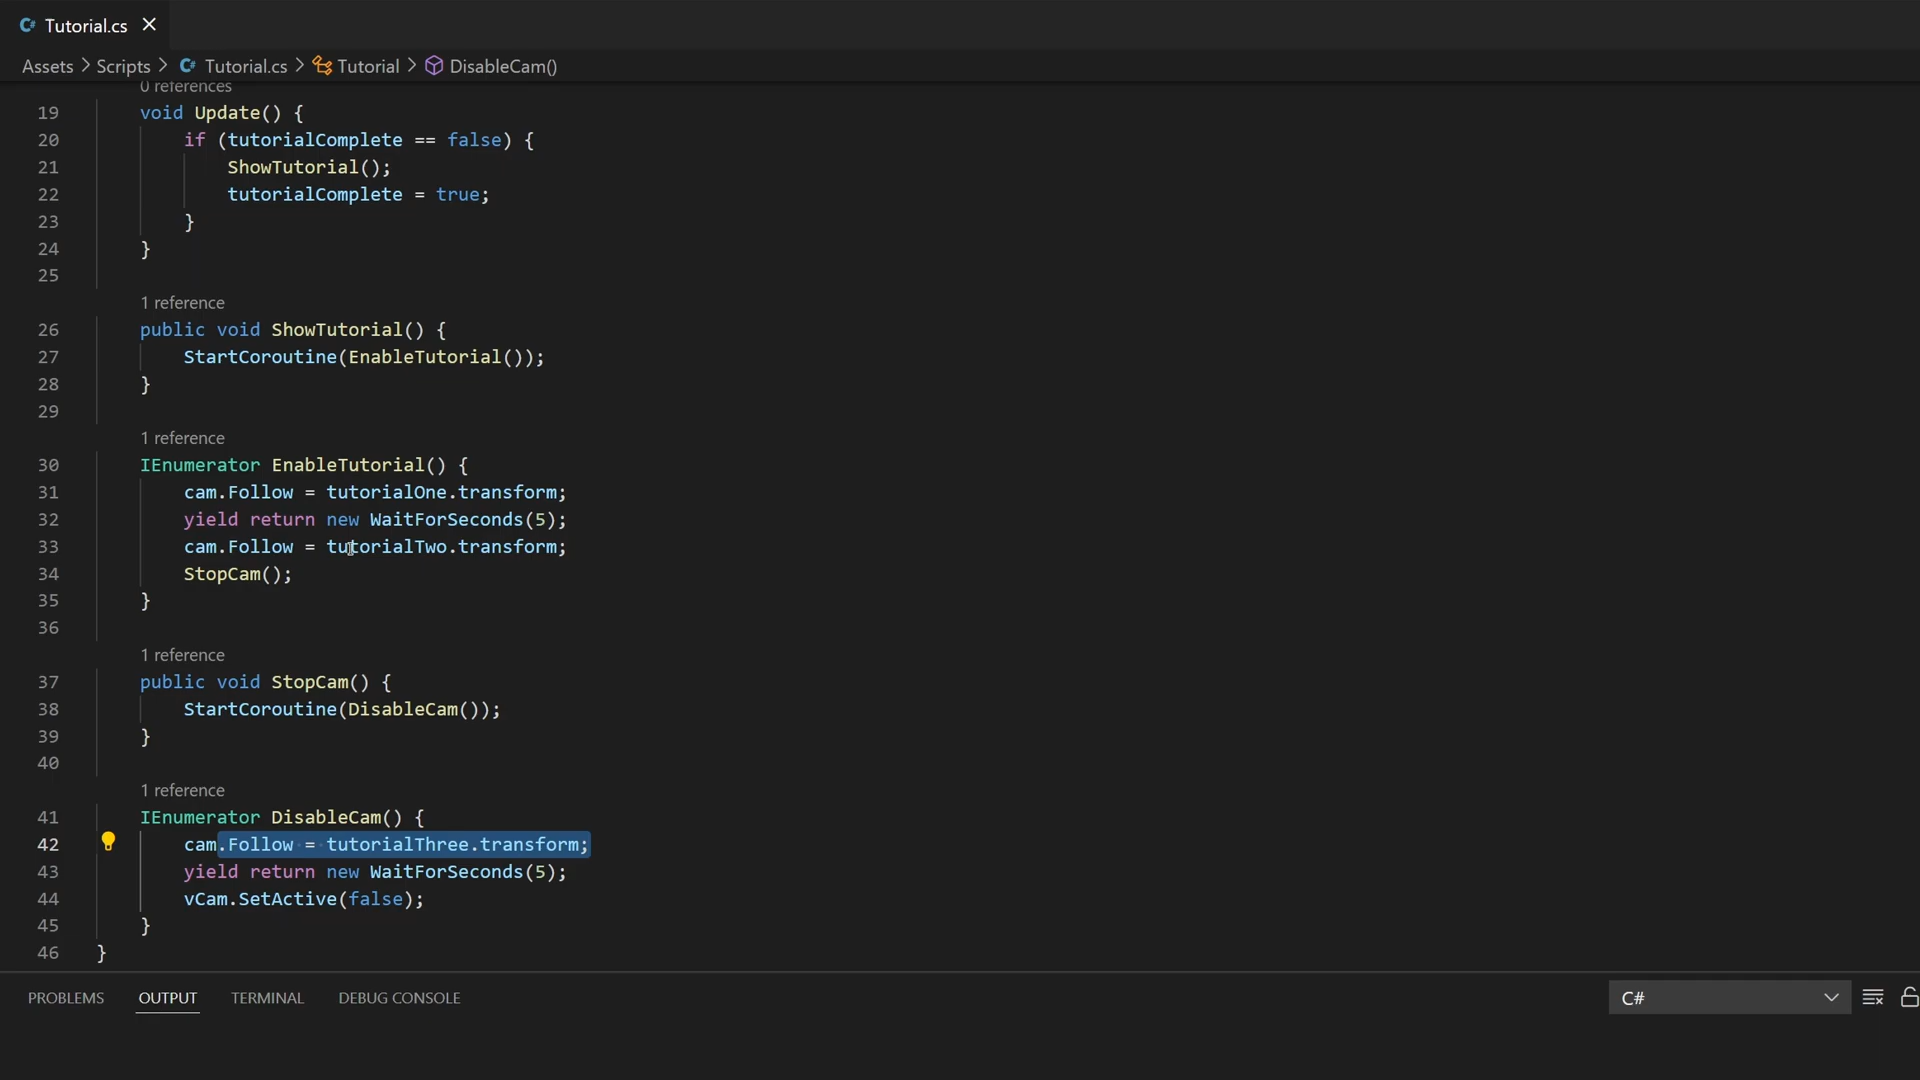 Tutorial.cs
Assets > Scripts > Tutorial.cs > Tutorial > DisableCam()
0 references
19 void Update() {
20 if (tutorialComplete == false) {
21 ShowTutorial();
22 tutorialComplete = true;
23 }
24 }
25
1 reference
26 public void ShowTutorial() {
27 StartCoroutine(EnableTutorial());
28 }
29
1 reference
30 IEnumerator EnableTutorial() {
31 cam.Follow = tutorialOne.transform;
32 yield return new WaitForSeconds(5);
33 cam.Follow = tutorialTwo.transform;
34 StopCam();
35 }
36
1 reference
37 public void StopCam() {
38 StartCoroutine(DisableCam());
39 }
40
1 reference
41 IEnumerator DisableCam() {
42 cam.Follow = tutorialThree.transform;
43 yield return new WaitForSeconds(5);
44 vCam.SetActive(false);
45 }
46 }
PROBLEMS OUTPUT TERMINAL DEBUG CONSOLE C#